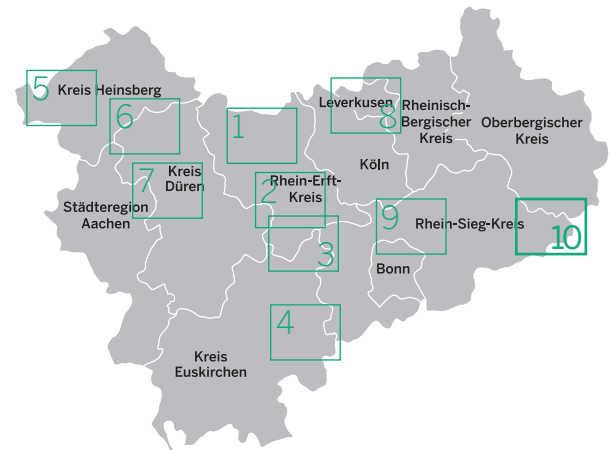 5
Kreis Heinsberg
6
1
Leverkusen
8
Rheinisch-
Bergischer
Kreis
Oberbergischer
Kreis
7
Kreis
Düren
2
Rhein-Erft-
Kreis
Köln
Städteregion
Aachen
3
9
Rhein-Sieg-Kreis
10
Bonn
4
Kreis
Euskirchen